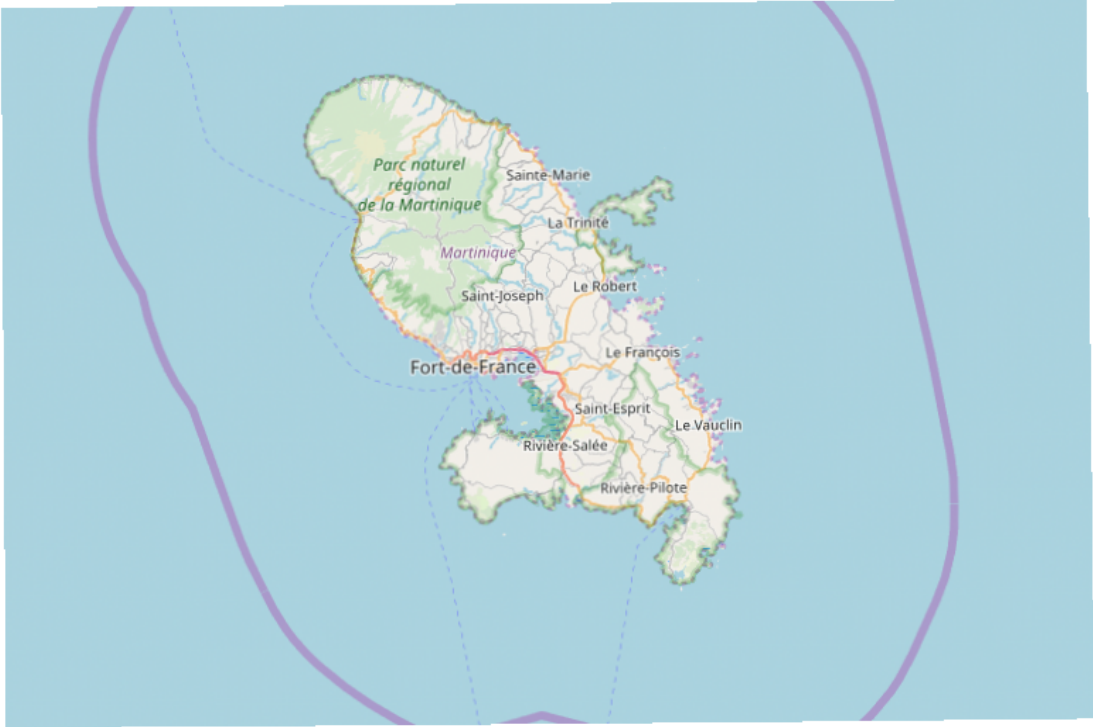 Parc naturel
régional
de la Martinique
Sainte-Marie
La Trinité
Martinique
Le Robert
Saint-Joseph
Le François
Fort-de-France
Saint-Esprit
Le Vauclin
Rivière-Salée
Rivière-Pilote